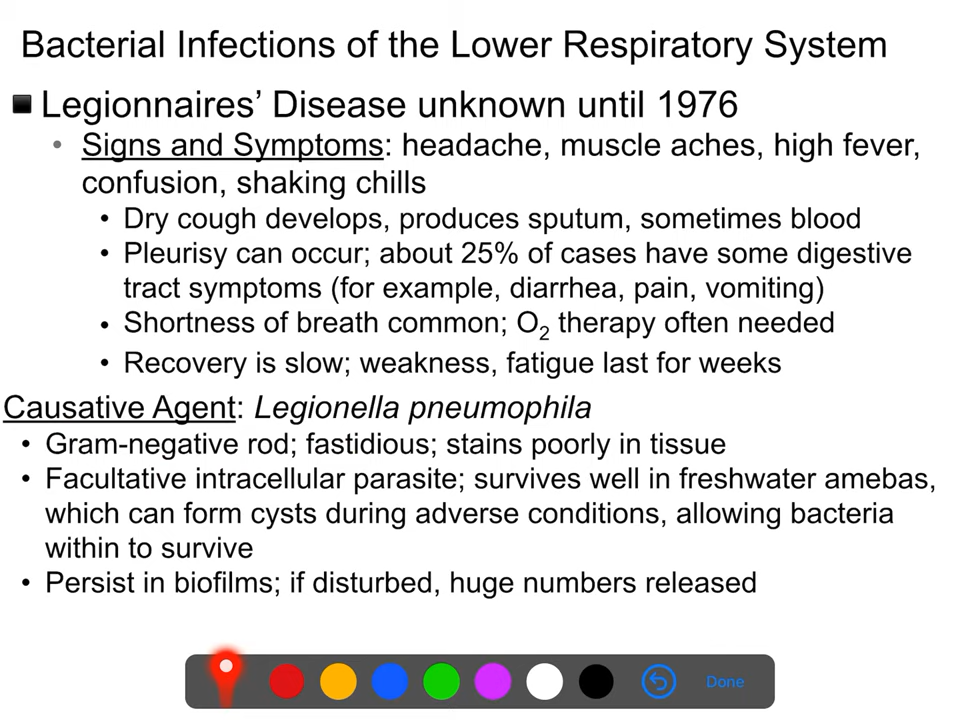 Bacterial Infections of the Lower Respiratory System
Legionnaires’ Disease unknown until 1976
• Signs and Symptoms: headache, muscle aches, high fever,
confusion, shaking chills
• Dry cough develops, produces sputum, sometimes blood
• Pleurisy can occur; about 25% of cases have some digestive
tract symptoms (for example, diarrhea, pain, vomiting)
• Shortness of breath common; O₂ therapy often needed
• Recovery is slow; weakness, fatigue last for weeks
Causative Agent: Legionella pneumophila
• Gram-negative rod; fastidious; stains poorly in tissue
• Facultative intracellular parasite; survives well in freshwater amebas,
which can form cysts during adverse conditions, allowing bacteria
within to survive
• Persist in biofilms; if disturbed, huge numbers released
Done